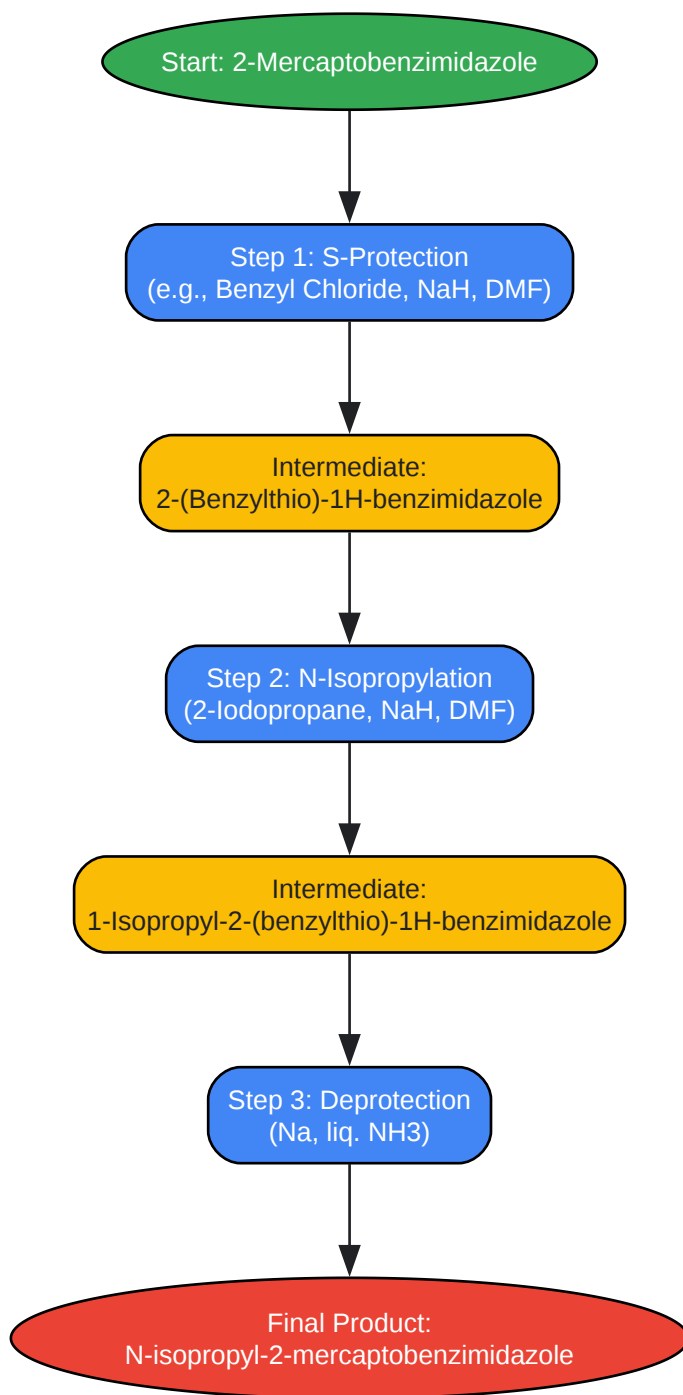 Start: 2-Mercaptobenzimidazole
Step 1: S-Protection
(e.g., Benzyl Chloride, NaH, DMF)
Intermediate:
2-(Benzylthio)-1H-benzimidazole
Step 2: N-Isopropylation
(2-Iodopropane, NaH, DMF)
Intermediate:
1-Isopropyl-2-(benzylthio)-1H-benzimidazole
Step 3: Deprotection
(Na, liq. NH3)
Final Product:
N-isopropyl-2-mercaptobenzimidazole